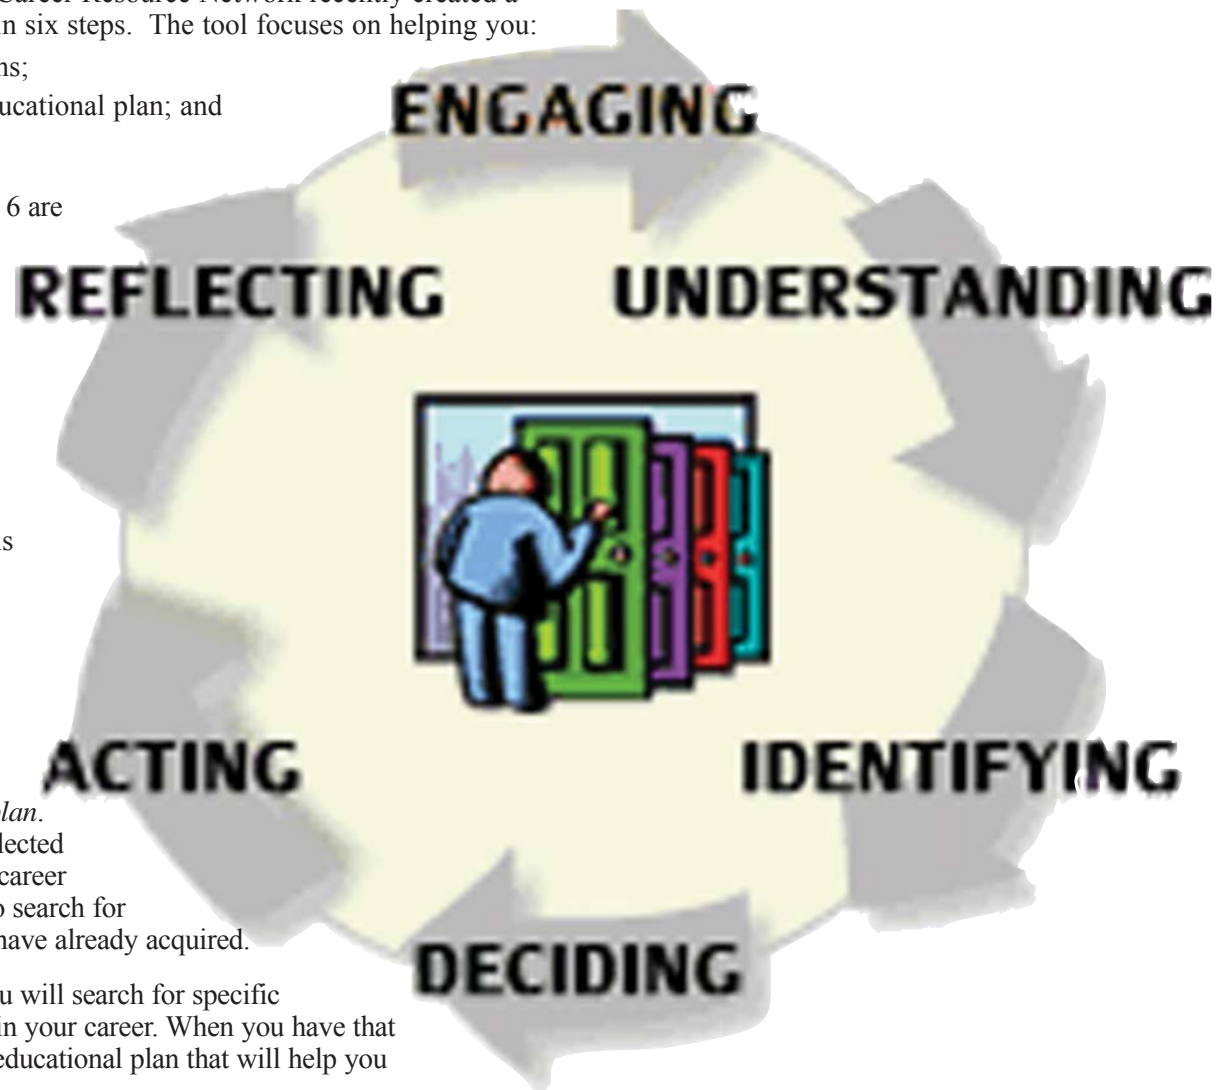 Career Resource Network recently created a
in six steps. The tool focuses on helping you:
ns;
ucational plan; and
ENGAGING
6 are
REFLECTING
UNDERSTANDING
is
ACTING
IDENTIFYING
plan.
lected
career
o search for
have already acquired.
DECIDING
u will search for specific
in your career. When you have that
educational plan that will help you